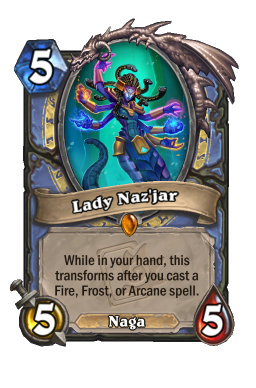 5
Lady Naz'jar
While in your hand, this
transforms after you cast a
Fire, Frost, or Arcane spell.
5
Naga
5